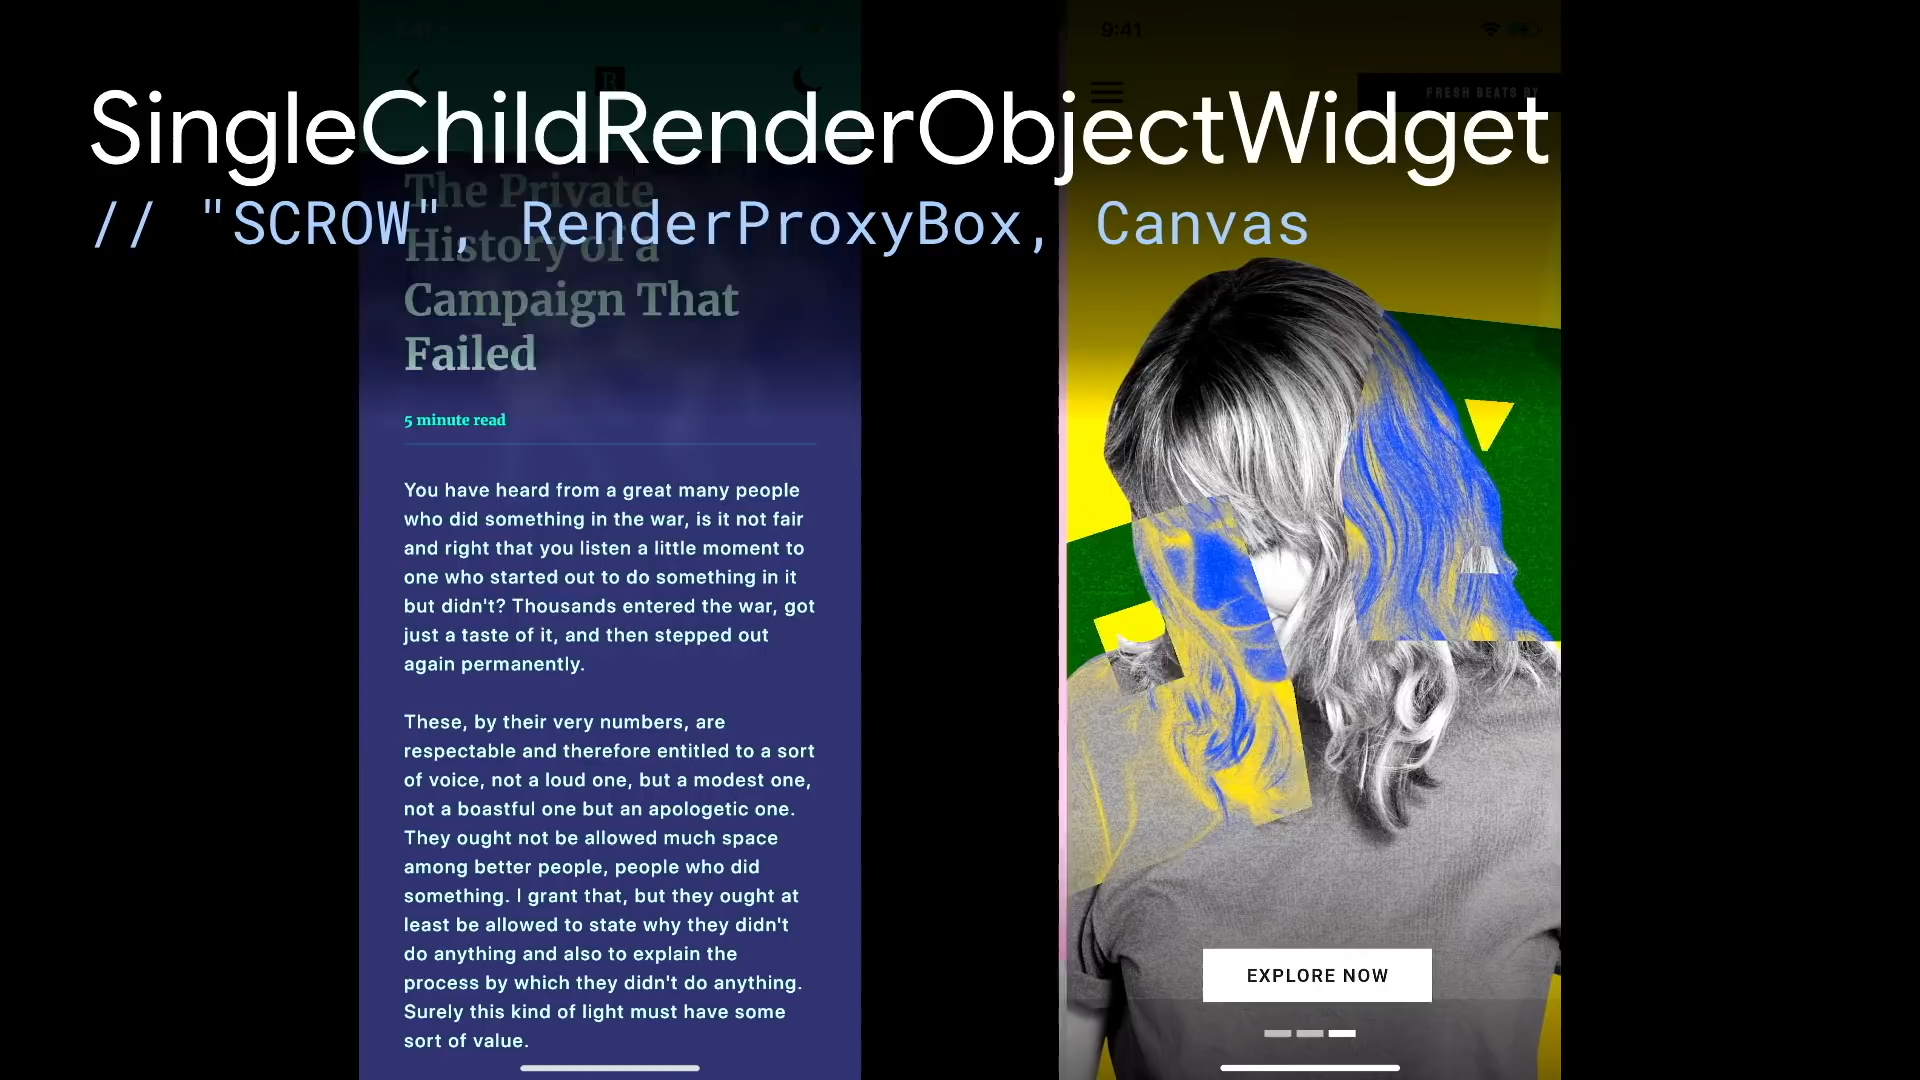 SingleChildRenderObjectWidget
// "SCROW", RenderProxyBox, Canvas
R
The Private
History of a
Campaign That
Failed
5 minute read
You have heard from a great many people
who did something in the war, is it not fair
and right that you listen a little moment to
one who started out to do something in it
but didn't? Thousands entered the war, got
just a taste of it, and then stepped out
again permanently.
These, by their very numbers, are
respectable and therefore entitled to a sort
of voice, not a loud one, but a modest one,
not a boastful one but an apologetic one.
They ought not be allowed much space
among better people, people who did
something. I grant that, but they ought at
least be allowed to state why they didn't
do anything and also to explain the
process by which they didn't do anything.
Surely this kind of light must have some
sort of value.
9:41
FRESH BEATS BY
EXPLORE NOW